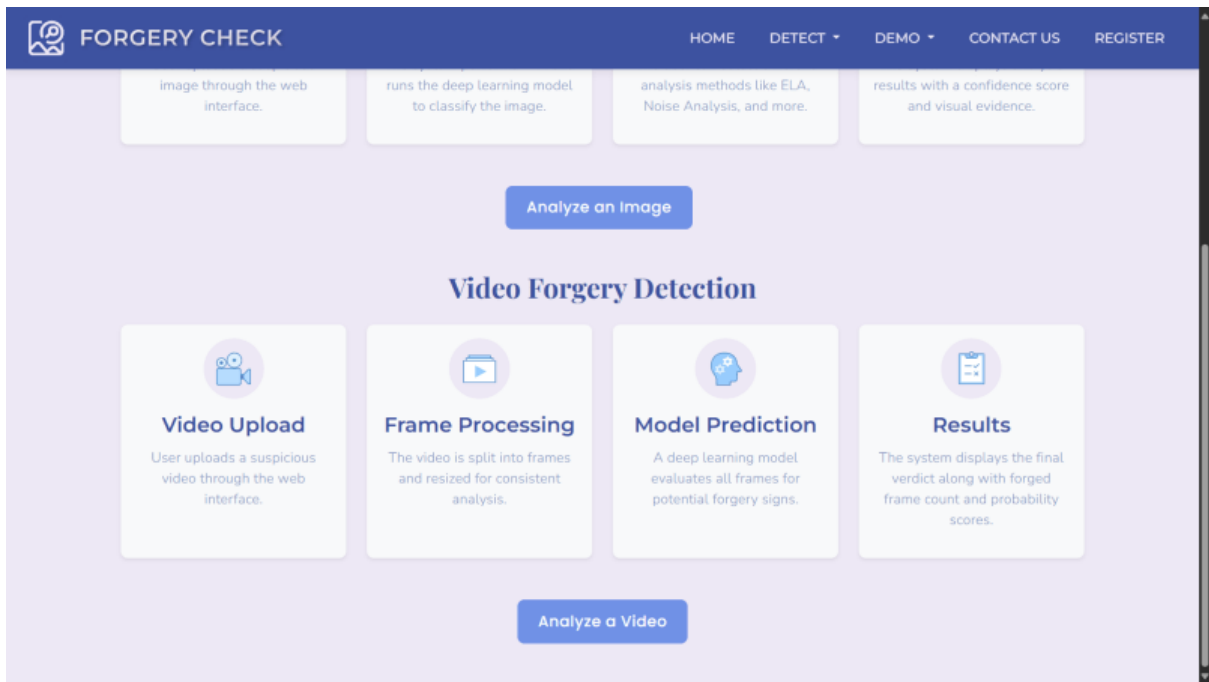 FORGERY CHECK
HOME
DETECT
DEMO
CONTACT US
REGISTER
image through the web
interface.
runs the deep learning model
to classify the image.
analysis methods like ELA,
Noise Analysis, and more.
results with a confidence score
and visual evidence.
Analyze an Image
Video Forgery Detection
Video Upload
User uploads a suspicious
video through the web
interface.
Frame Processing
The video is split into frames
and resized for consistent
analysis.
Model Prediction
A deep learning model
evaluates all frames for
potential forgery signs.
Results
The system displays the final
verdict along with forged
frame count and probability
scores.
Analyze a Video